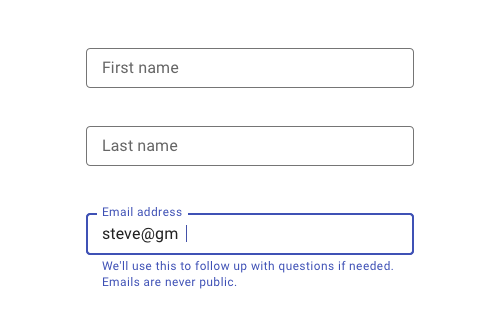 First name
Last name
Email address
steve@gm
We'll use this to follow up with questions if needed.
Emails are never public.